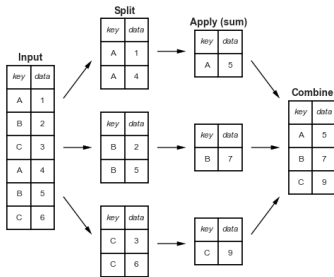 Input
key data
A 1
B 2
C 3
A 4
B 5
C 6
Split
key data
A 1
A 4
key data
B 2
B 5
key data
C 3
C 6
Apply (sum)
key data
A 5
key data
B 7
key data
C 9
Combine
key data
A 5
B 7
C 9